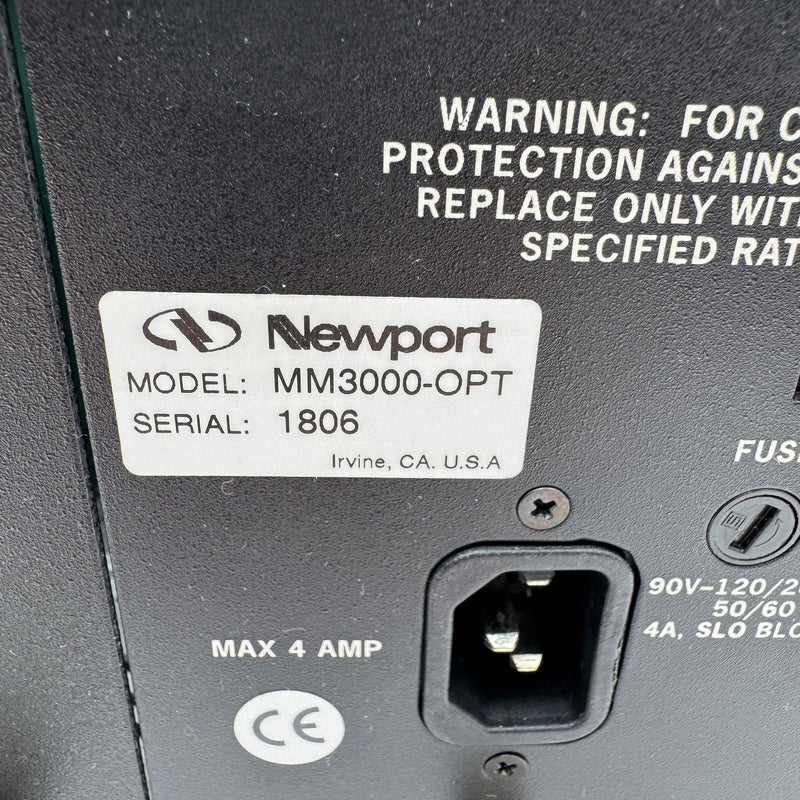 WARNING: FOR C
PROTECTION AGAINS
REPLACE ONLY WIT
SPECIFIED RAT
Newport
MODEL: MM3000-OPT
SERIAL: 1806
Irvine, CA. U.S.A
FUS
90V-120/2
50/60
4A, SLO BLO
MAX 4 AMP
CE